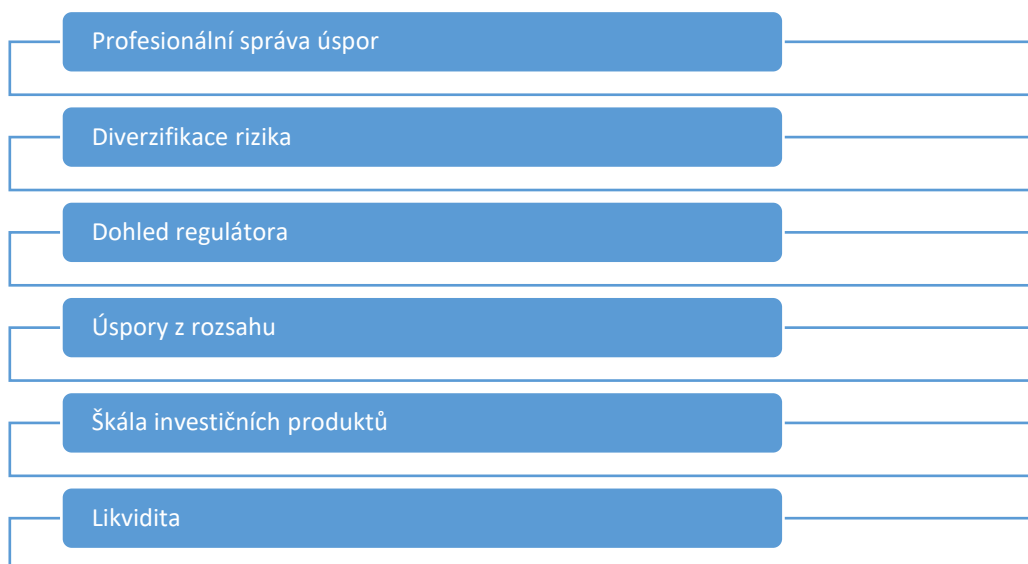 Profesionální správa úspor
Diverzifikace rizika
Dohled regulátora
Úspory z rozsahu
Škála investičních produktů
Likvidita